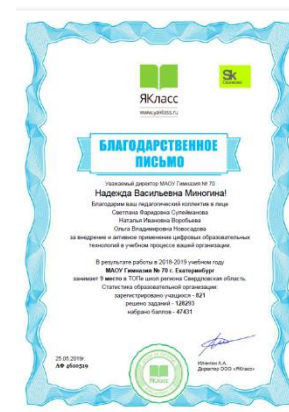 Sk
Сколково
ЯКласс
www.yaklass.ru
БЛАГОДАРСТВЕННОЕ
ПИСЬМО
Уважаемый директор МАОУ Гимназия № 70
Надежда Васильевна Миногина!
Благодарим ваш педагогический коллектив в лице
Светлана Фаридовна Сулейманова
Наталья Ивановна Воробьева
Ольга Владимировна Новосадова
за внедрение и активное применение цифровых образовательных
технологий в учебном процессе вашей организации.
В результате работы в 2018-2019 учебном году
МАОУ Гимназия № 70 г. Екатеринбург
занимает 9 место в ТОПе школ региона Свердловская область.
Статистика образовательной организации:
зарегистрировано учащихся - 821
решено заданий - 128293
набрано баллов - 47431
25.05.2019г.
ЯКласс
Директор ООО «ЯКласс»